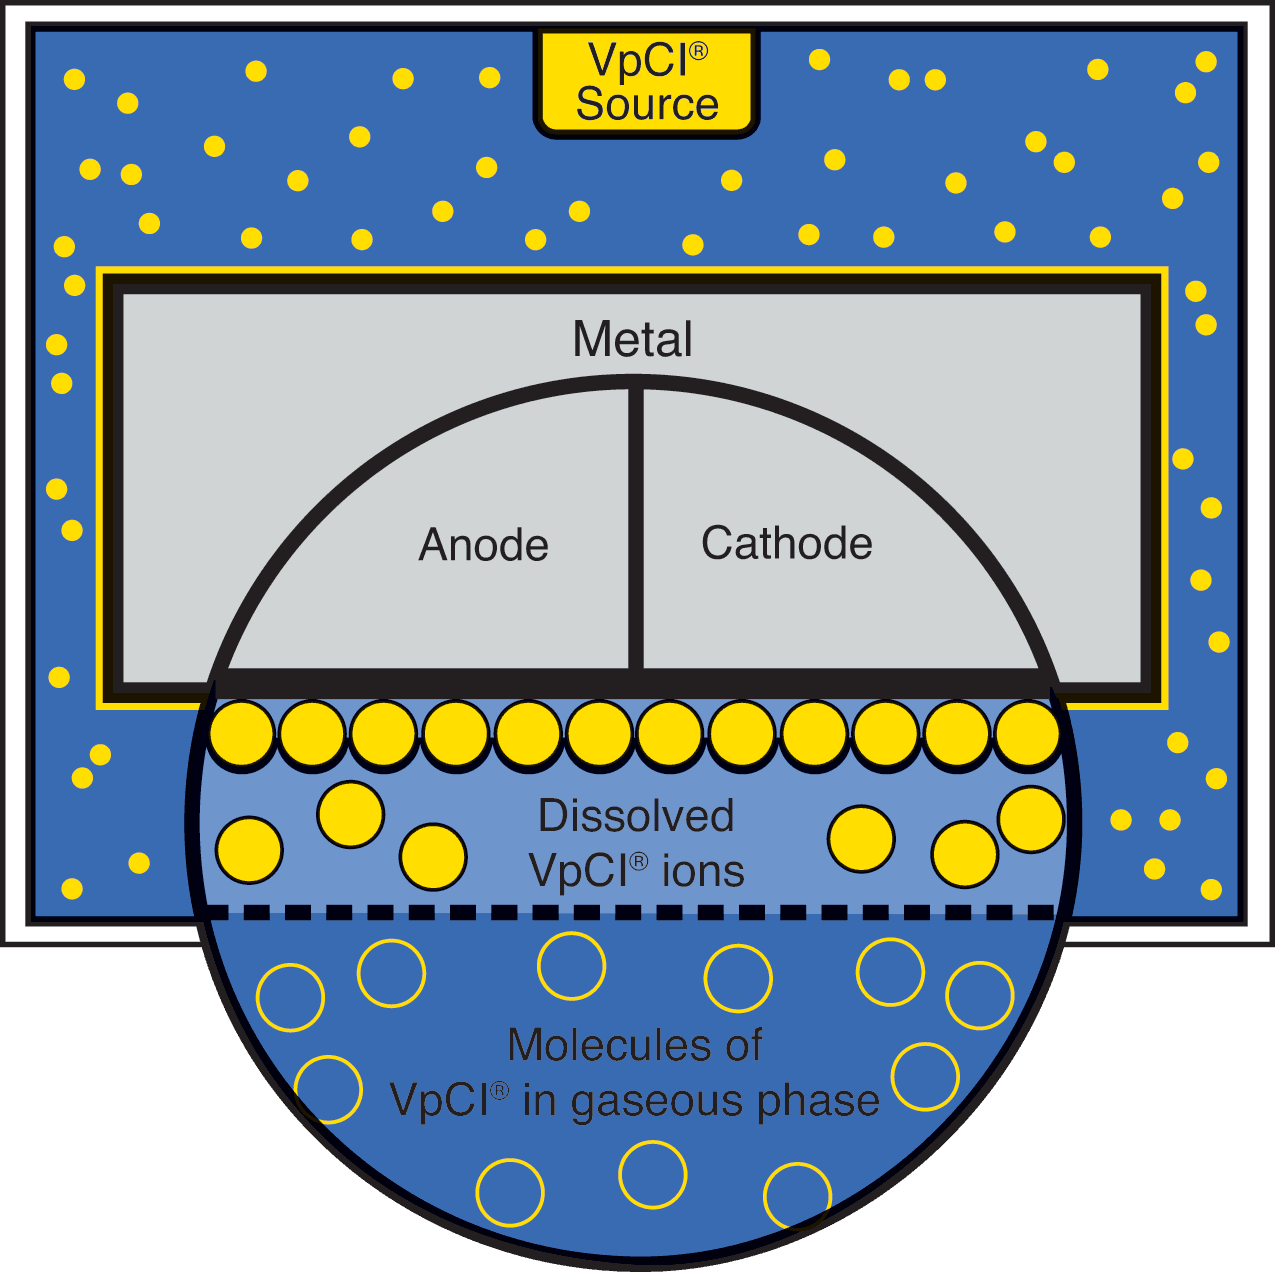 VpCI®
Source
Metal
Anode
Cathode
Dissolved
VpCI® ions
Molecules of
VpCI® in gaseous phase